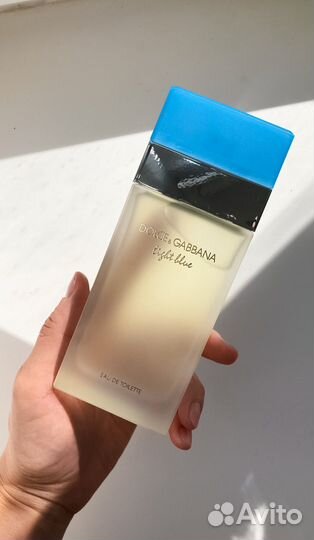 DOLCE & GABBANA
light blue
EAU DE TOILETTE
Avito